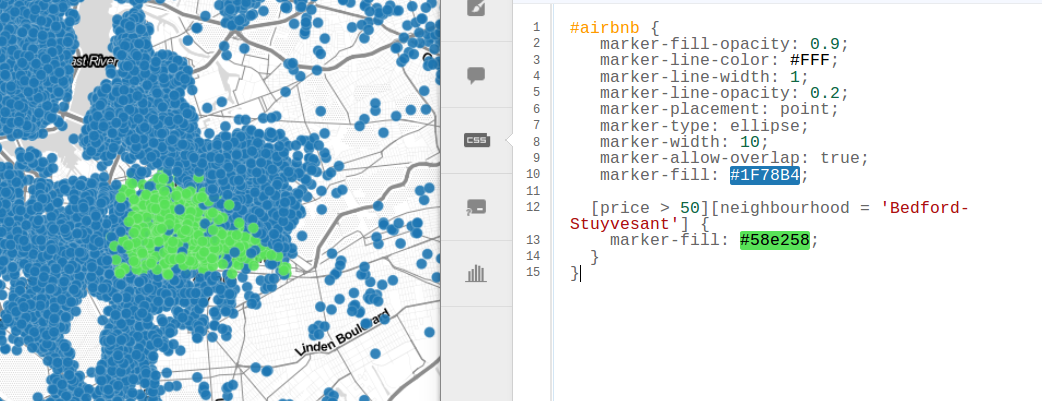 ast River
Linden Boulevard
CSS
1 #airbnb {
2 marker-fill-opacity: 0.9;
3 marker-line-color: #FFF;
4 marker-line-width: 1;
5 marker-line-opacity: 0.2;
6 marker-placement: point;
7 marker-type: ellipse;
8 marker-width: 10;
9 marker-allow-overlap: true;
10 marker-fill: #1F78B4;
11
12 [price > 50][neighbourhood = 'Bedford-
Stuyvesant'] {
13 marker-fill: #58e258;
14 }
15 }